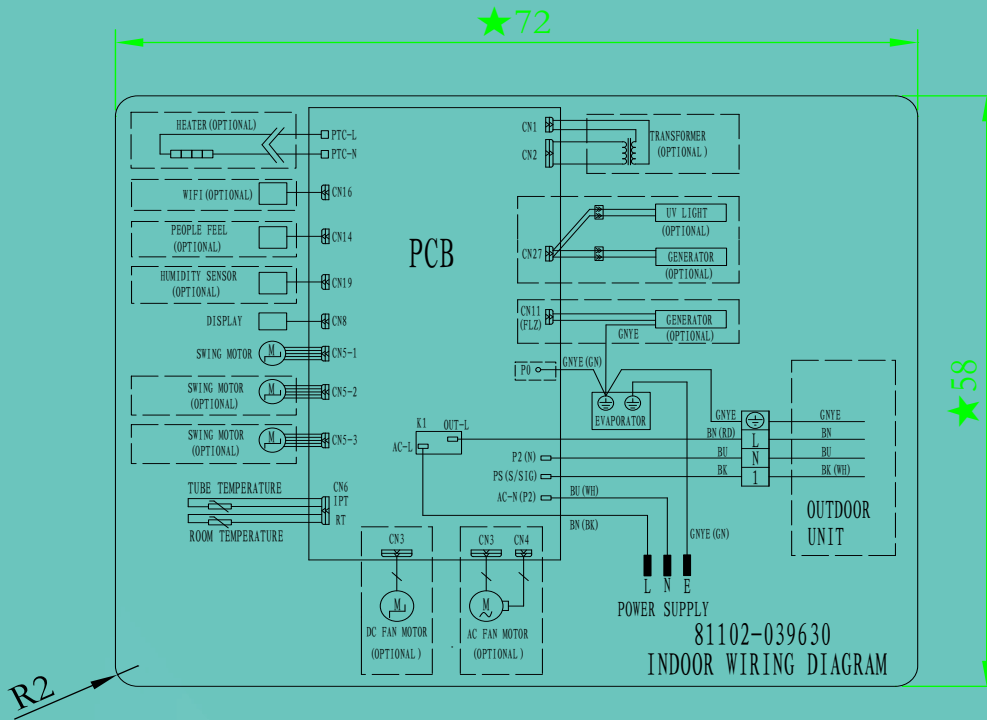 ★72
HEATER(OPTIONAL)
PTC-L
PTC-N
WIFI(OPTIONAL)
CN16
PEOPLE FEEL
(OPTIONAL)
CN14
HUMIDITY SENSOR
(OPTIONAL)
CN19
DISPLAY
CN8
SWING MOTOR
M
CN5-1
SWING MOTOR
(OPTIONAL)
M
CN5-2
SWING MOTOR
(OPTIONAL)
M
CN5-3
TUBE TEMPERATURE
CN6
IPT
RT
ROOM TEMPERATURE
PCB
CN1
CN2
TRANSFORMER
(OPTIONAL)
CN27
UV LIGHT
(OPTIONAL)
GENERATOR
(OPTIONAL)
CN11
(FLZ)
GENERATOR
(OPTIONAL)
GNYE
P0
GNYE(GN)
EVAPORATOR
K1
OUT-L
AC-L
P2(N)
PS(S/SIG)
AC-N(P2)
BU(WH)
BN(BK)
GNYE(GN)
GNYE
BN(RD)
BU
BK
L
N
1
GNYE
BN
BU
BK(WH)
OUTDOOR
UNIT
★58
CN3
M
DC FAN MOTOR
(OPTIONAL)
CN3
CN4
M
AC FAN MOTOR
(OPTIONAL)
L N E
POWER SUPPLY
81102-039630
INDOOR WIRING DIAGRAM
R2